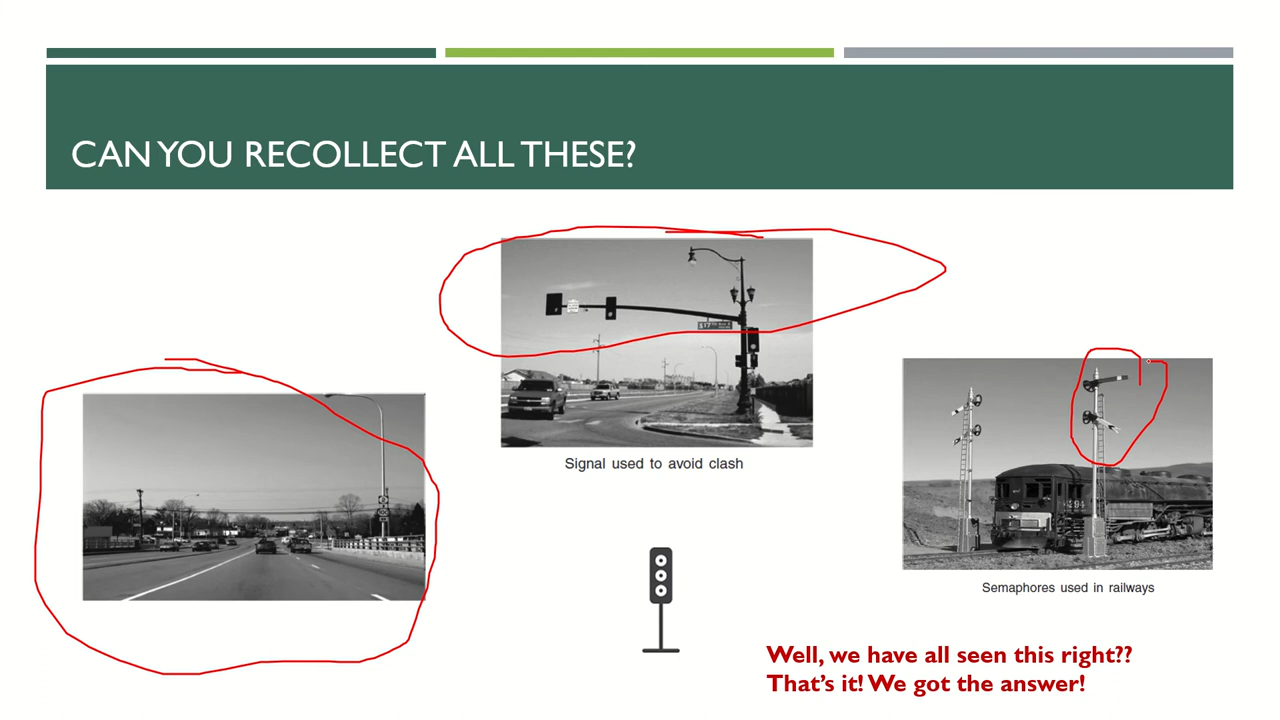 CAN YOU RECOLLECT ALL THESE?
Signal used to avoid clash
Semaphores used in railways
Well, we have all seen this right??
That's it! We got the answer!